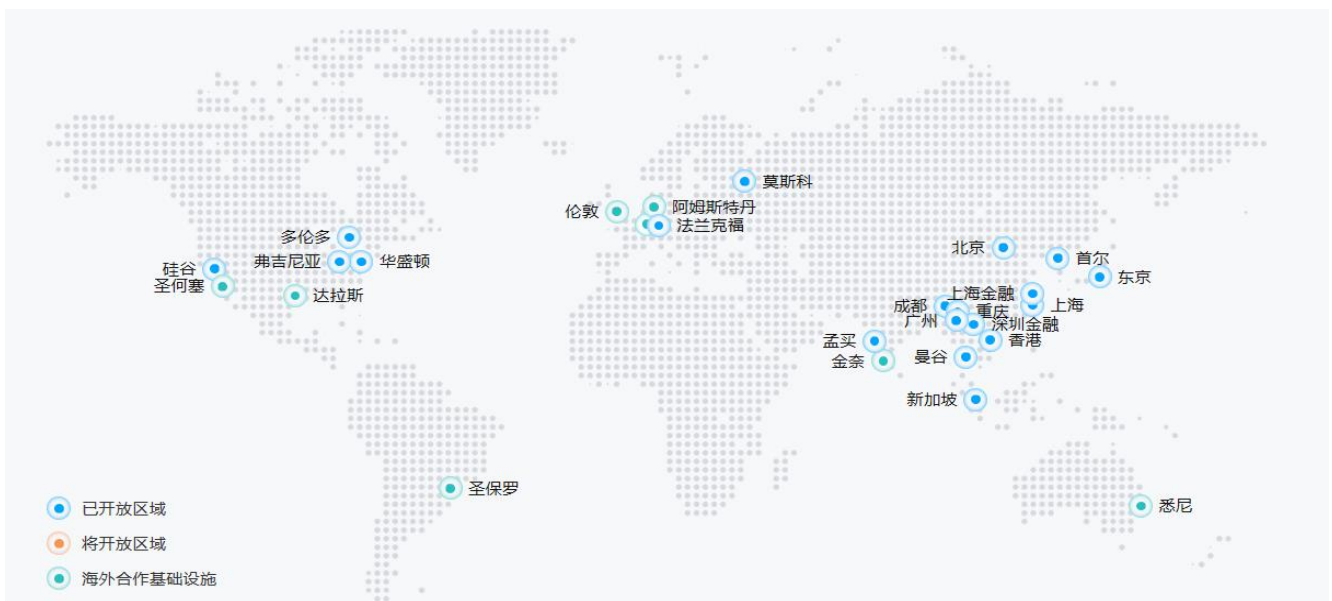 莫斯科
伦敦
阿姆斯特丹
法兰克福
多伦多
弗吉尼亚
华盛顿
硅谷
圣何塞
达拉斯
北京
首尔
东京
上海金融
成都
上海
重庆
广州
深圳金融
香港
孟买
金奈
曼谷
新加坡
圣保罗
悉尼
已开放区域
将开放区域
海外合作基础设施